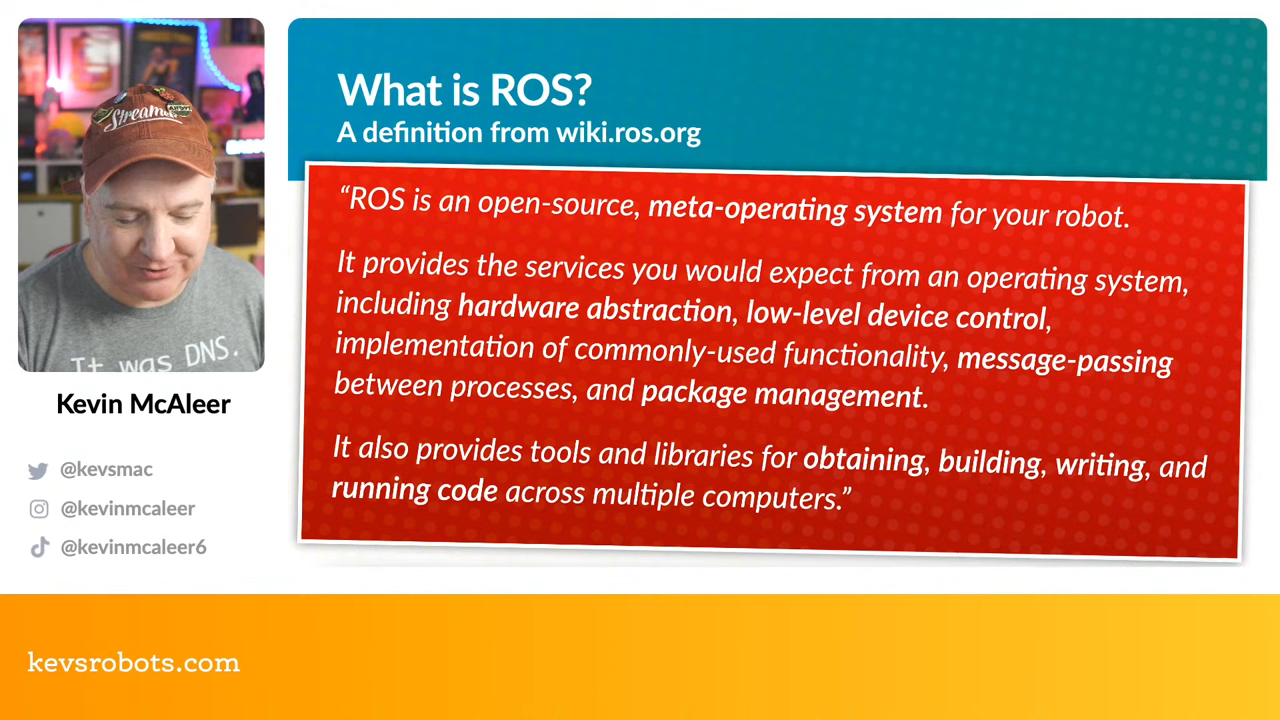 Streamer
It was DNS.
Kevin McAleer
@kevsmac
@kevinmcaleer
@kevinmcaleer6
What is ROS?
A definition from wiki.ros.org
“ROS is an open-source, meta-operating system for your robot.
It provides the services you would expect from an operating system,
including hardware abstraction, low-level device control,
implementation of commonly-used functionality, message-passing
between processes, and package management.
It also provides tools and libraries for obtaining, building, writing, and
running code across multiple computers.”
kevsrobots.com